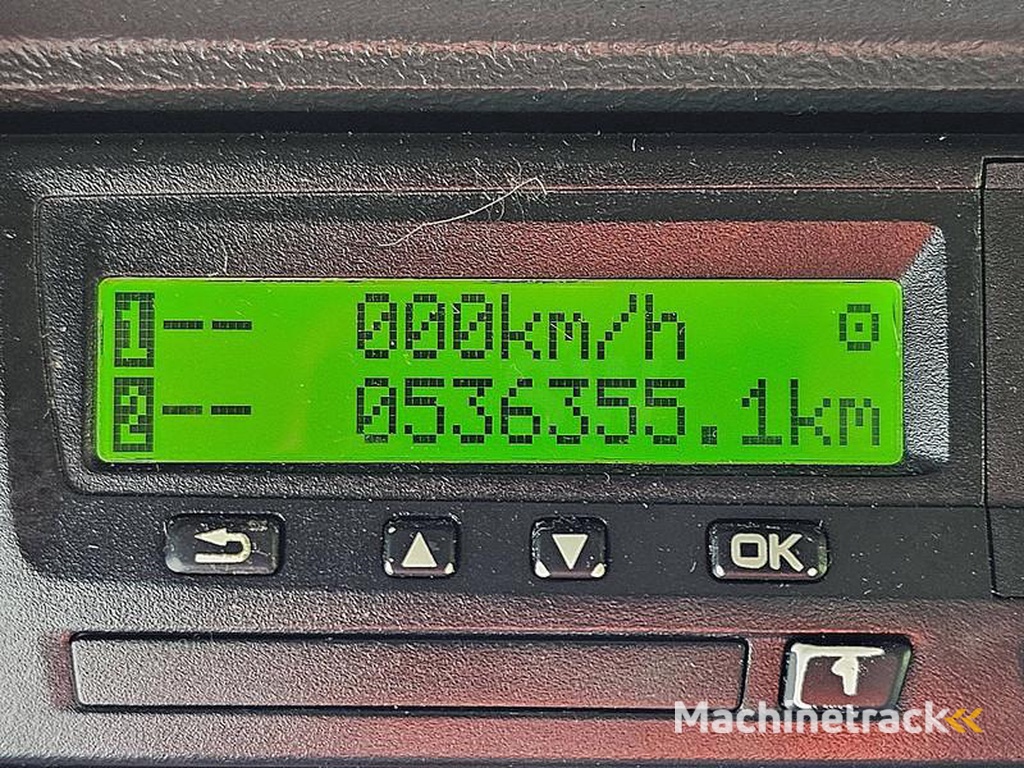 1-- 000km/h
2-- 0536355.1km
OK
Machinetrack